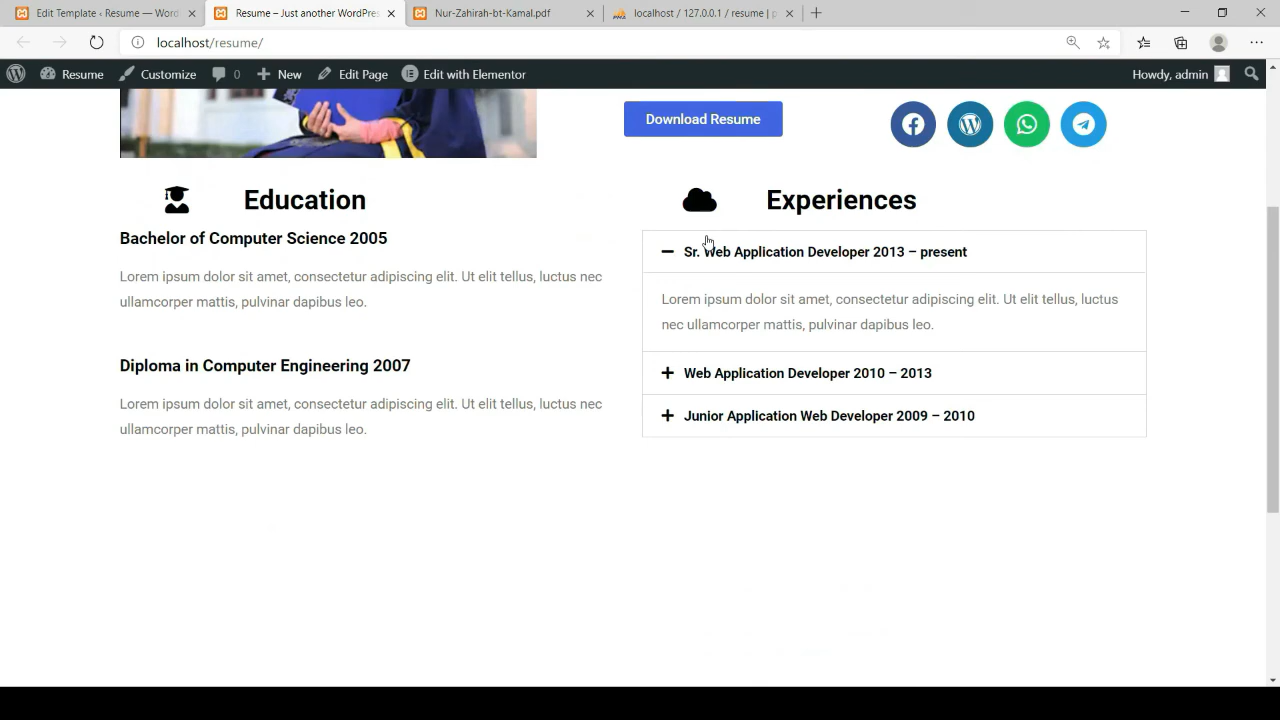 Edit Template ‹ Resume — Word
Resume – Just another WordPres
Nur-Zahirah-bt-Kamal.pdf
localhost / 127.0.0.1 / resume | p
localhost/resume/
Resume
Customize
0
New
Edit Page
Edit with Elementor
Howdy, admin
Download Resume
Education
Bachelor of Computer Science 2005
Lorem ipsum dolor sit amet, consectetur adipiscing elit. Ut elit tellus, luctus nec
ullamcorper mattis, pulvinar dapibus leo.
Diploma in Computer Engineering 2007
Lorem ipsum dolor sit amet, consectetur adipiscing elit. Ut elit tellus, luctus nec
ullamcorper mattis, pulvinar dapibus leo.
Experiences
Sr. Web Application Developer 2013 – present
Lorem ipsum dolor sit amet, consectetur adipiscing elit. Ut elit tellus, luctus
nec ullamcorper mattis, pulvinar dapibus leo.
Web Application Developer 2010 – 2013
Junior Application Web Developer 2009 – 2010